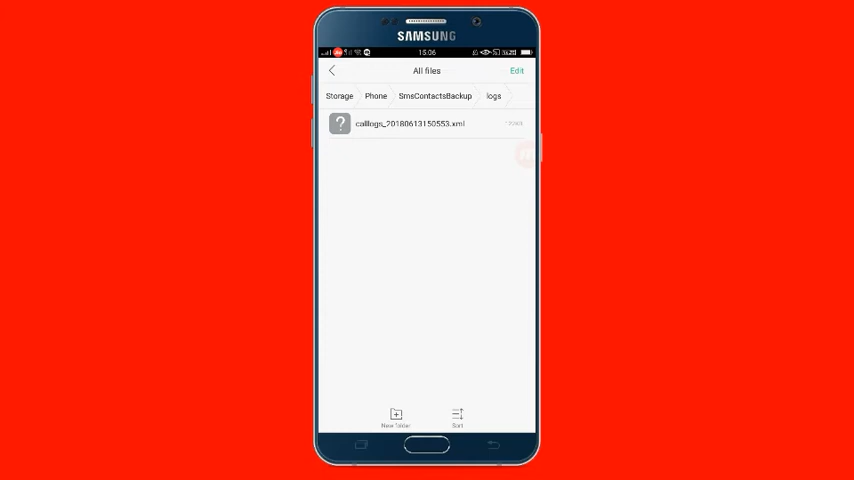 SAMSUNG
15:06
All files
Edit
Storage
Phone
SmsContactsBackup
logs
calllogs_20180613150553.xml
New folder
Sort